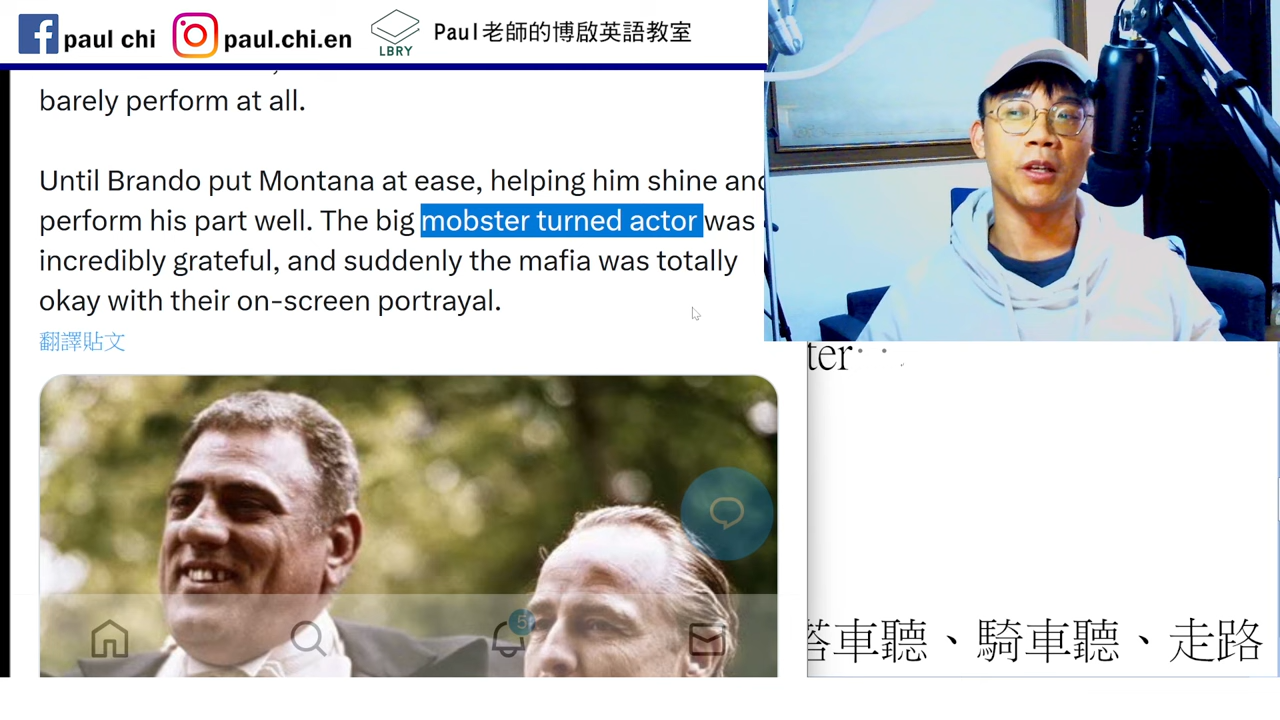 paul chi
paul.chi.en
LBRY
Paul老師的博啟英語教室
barely perform at all.
Until Brando put Montana at ease, helping him shine and
perform his part well. The big mobster turned actor was
incredibly grateful, and suddenly the mafia was totally
okay with their on-screen portrayal.
翻譯貼文
ter
5
車聽、騎車聽、走路